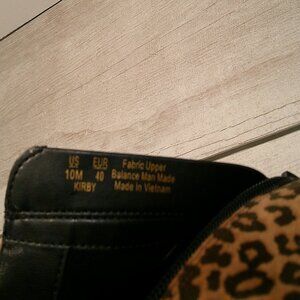 US EUR Fabric Upper
10M 40 Balance Man Made
KIRBY Made In Vietnam